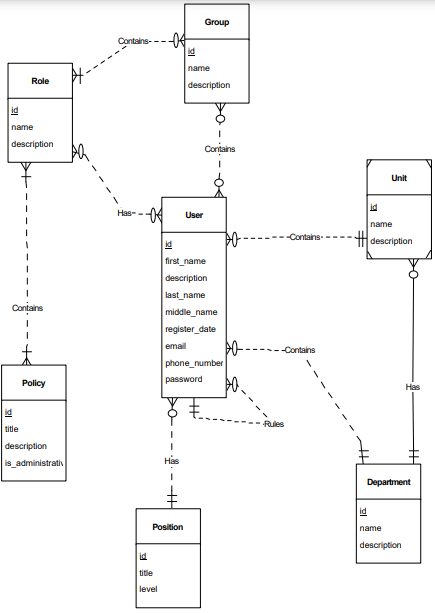 Group
id
name
description
Contains
Role
id
name
description
Contains
Unit
id
name
description
Has
User
id
first_name
description
last_name
middle_name
register_date
email
phone_number
password
Contains
Contains
Contains
Policy
id
title
description
is_administrativ
Has
Rules
Has
Department
id
name
description
Position
id
title
level